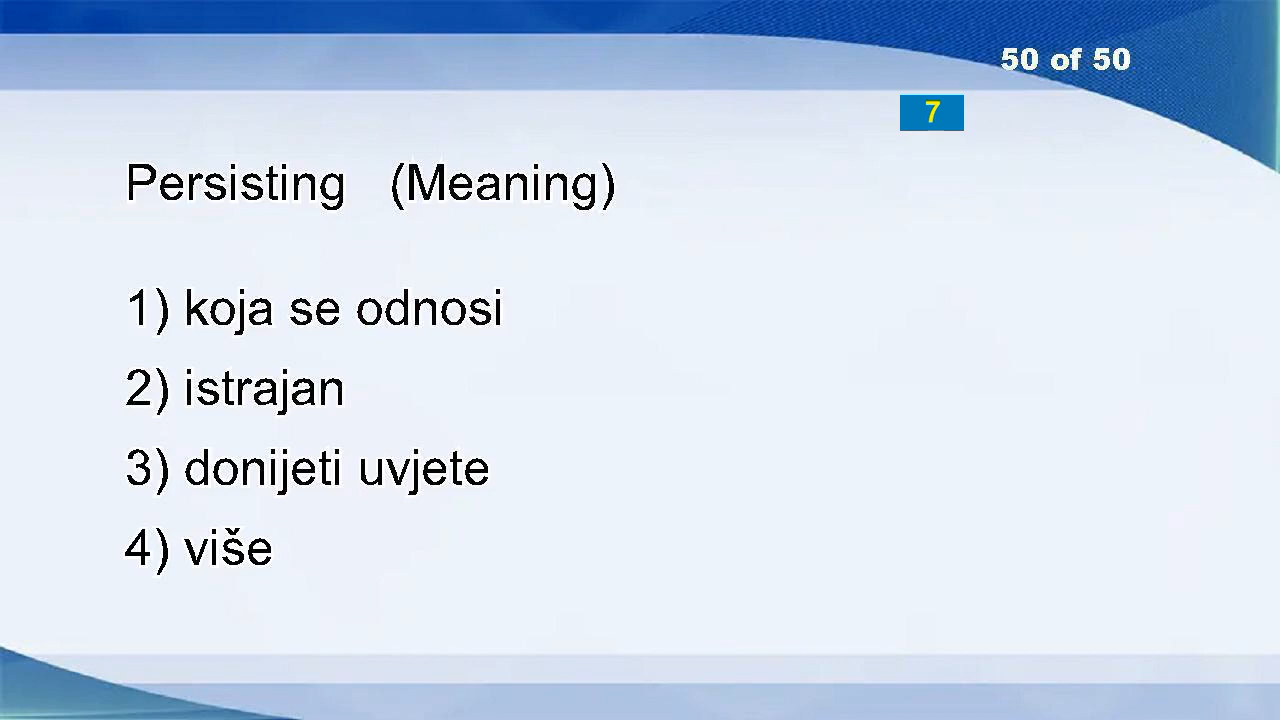 50 of 50
7
Persisting (Meaning)
1) koja se odnosi
2) istrajan
3) donijeti uvjete
4) više